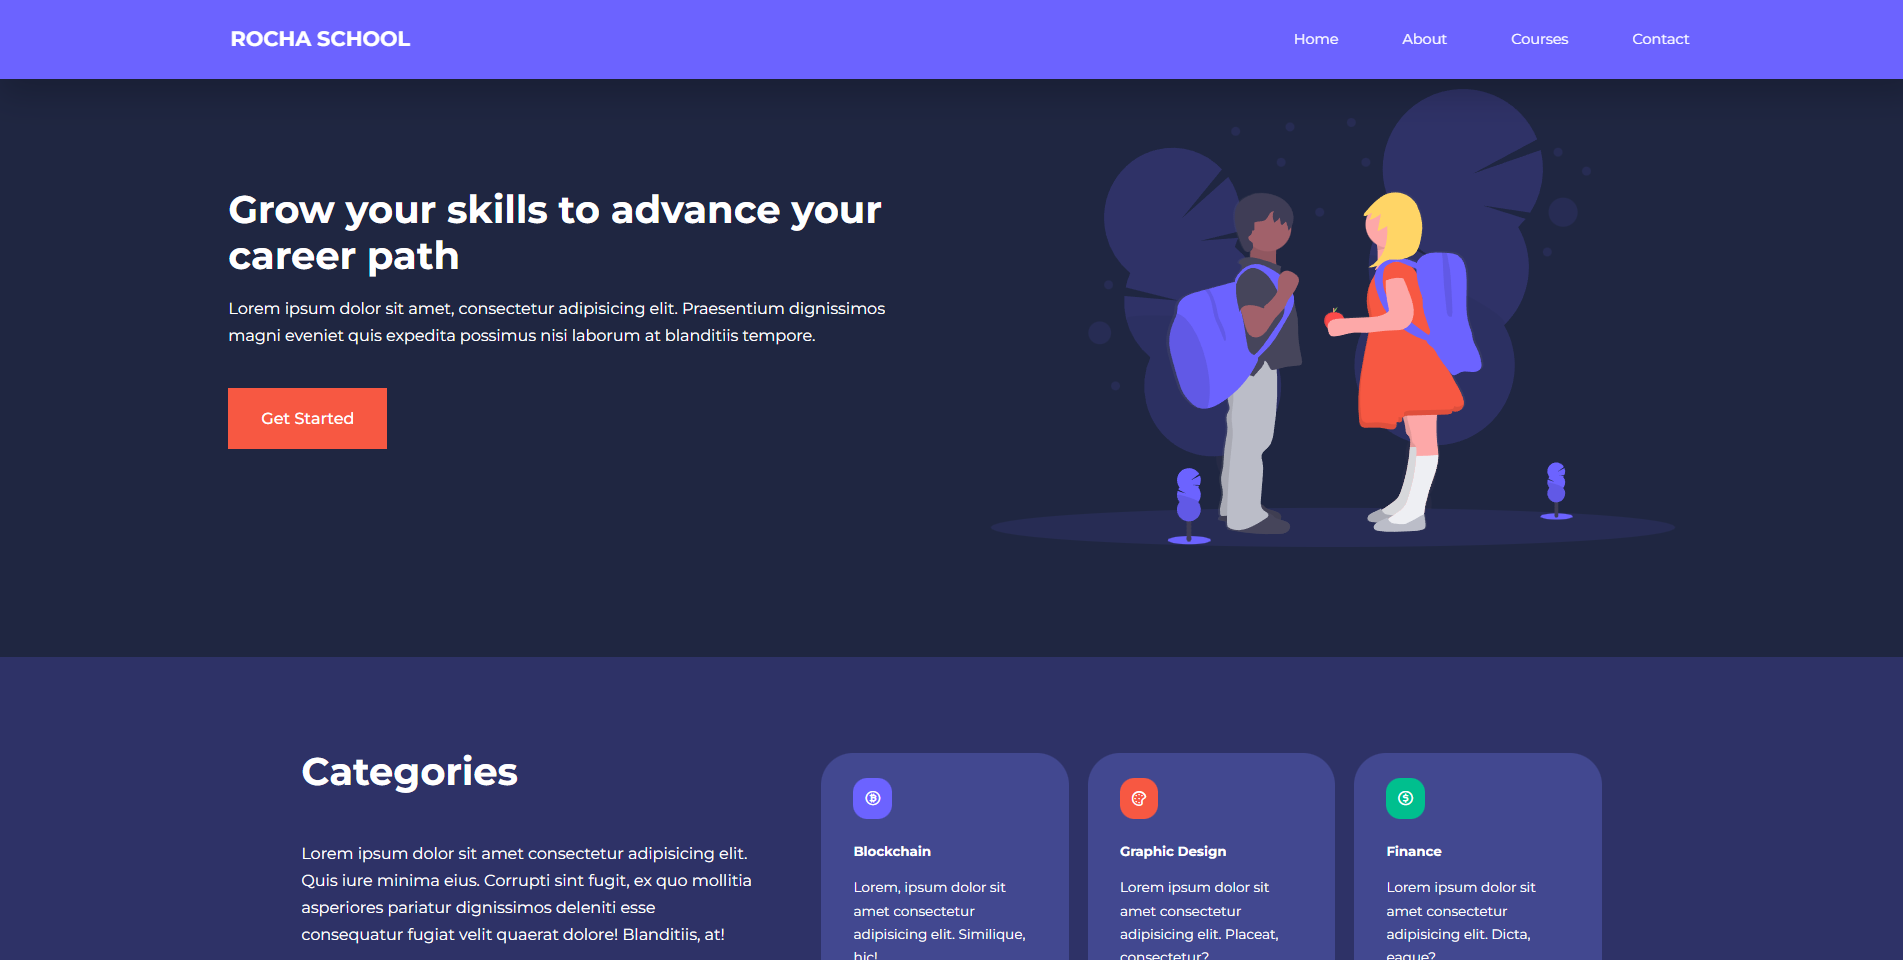 ROCHA SCHOOL
Home
About
Courses
Contact
Grow your skills to advance your
career path
Lorem ipsum dolor sit amet, consectetur adipisicing elit. Praesentium dignissimos
magni eveniet quis expedita possimus nisi laborum at blanditiis tempore.
Get Started
Categories
Lorem ipsum dolor sit amet consectetur adipisicing elit.
Quis iure minima eius. Corrupti sint fugit, ex quo mollitia
asperiores pariatur dignissimos deleniti esse
consequatur fugiat velit quaerat dolore! Blanditiis, at!
Blockchain
Lorem, ipsum dolor sit
amet consectetur
adipisicing elit. Similique,
hic!
Graphic Design
Lorem ipsum dolor sit
amet consectetur
adipisicing elit. Placeat,
consectetur?
Finance
Lorem ipsum dolor sit
amet consectetur
adipisicing elit. Dicta,
eaque?